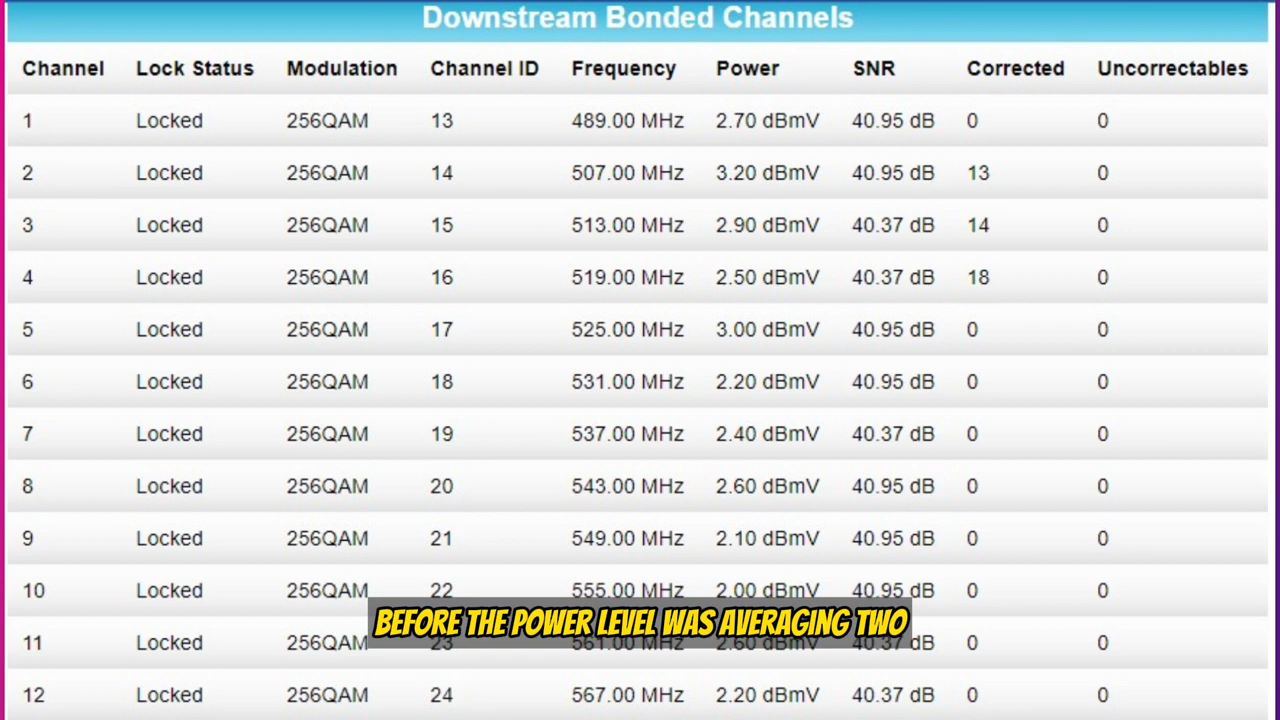 Downstream Bonded Channels
Channel Lock Status Modulation Channel ID Frequency Power SNR Corrected Uncorrectables
1 Locked 256QAM 13 489.00 MHz 2.70 dBmV 40.95 dB 0 0
2 Locked 256QAM 14 507.00 MHz 3.20 dBmV 40.95 dB 13 0
3 Locked 256QAM 15 513.00 MHz 2.90 dBmV 40.37 dB 14 0
4 Locked 256QAM 16 519.00 MHz 2.50 dBmV 40.37 dB 18 0
5 Locked 256QAM 17 525.00 MHz 3.00 dBmV 40.95 dB 0 0
6 Locked 256QAM 18 531.00 MHz 2.20 dBmV 40.95 dB 0 0
7 Locked 256QAM 19 537.00 MHz 2.40 dBmV 40.37 dB 0 0
8 Locked 256QAM 20 543.00 MHz 2.60 dBmV 40.95 dB 0 0
9 Locked 256QAM 21 549.00 MHz 2.10 dBmV 40.95 dB 0 0
10 Locked 256QAM 22 555.00 MHz 2.00 dBmV 40.95 dB 0 0
BEFORE THE POWER LEVEL WAS AVERAGING TWO
11 Locked 256QAM 23 561.00 MHz 2.60 dBmV 40.37 dB 0 0
12 Locked 256QAM 24 567.00 MHz 2.20 dBmV 40.37 dB 0 0